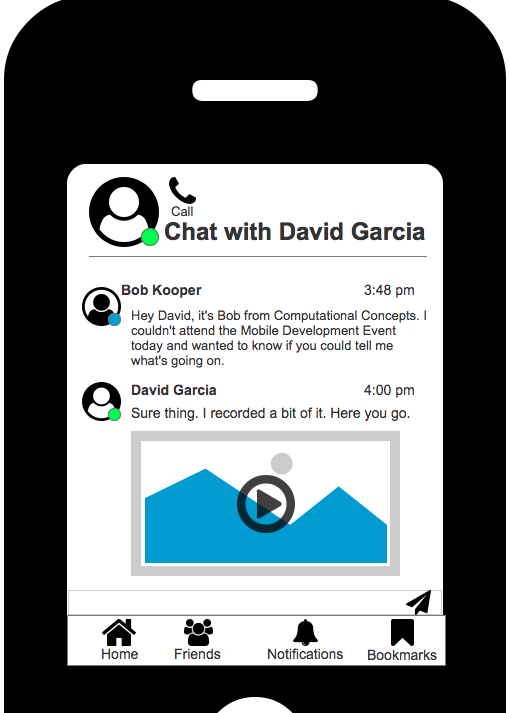 Call
Chat with David Garcia
Bob Kooper 3:48 pm
Hey David, it's Bob from Computational Concepts. I
couldn't attend the Mobile Development Event
today and wanted to know if you could tell me
what's going on.
David Garcia 4:00 pm
Sure thing. I recorded a bit of it. Here you go.
Home Friends Notifications Bookmarks